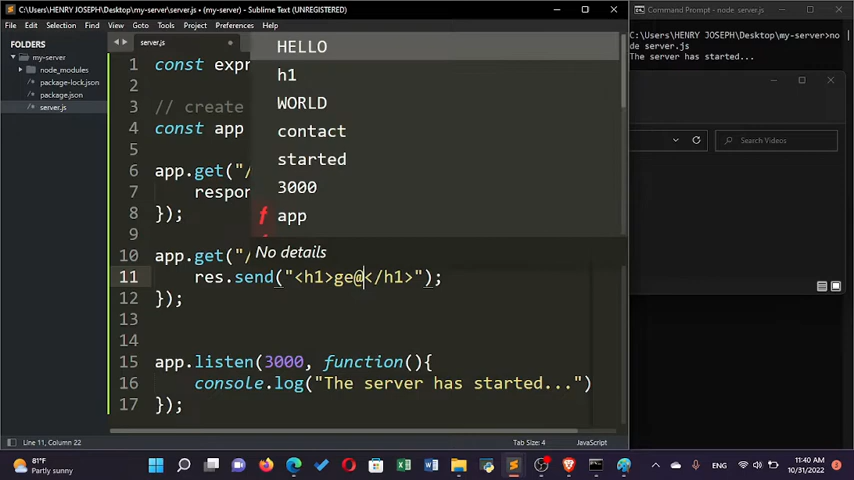 C:\Users\HENRY JOSEPH\Desktop\my-server\server.js • (my-server) - Sublime Text (UNREGISTERED)
File Edit Selection Find View Goto Tools Project Preferences Help
FOLDERS
my-server
node_modules
package-lock.json
package.json
server.js
server.js
HELLO
h1
WORLD
contact
started
3000
f app
No details
1 const expr
2
3 // create
4 const app
5
6 app.get("/
7 respon
8 });
9
10 app.get("/
11 res.send("<h1>ge@</h1>");
12 });
13
14
15 app.listen(3000, function(){
16 console.log("The server has started...")
17 });
Line 11, Column 22
Tab Size: 4
JavaScript
Command Prompt - node server.js
C:\Users\HENRY JOSEPH\Desktop\my-server>no
de server.js
The server has started...
Search Videos
81°F
Partly sunny
ENG
11:40 AM
10/31/2022